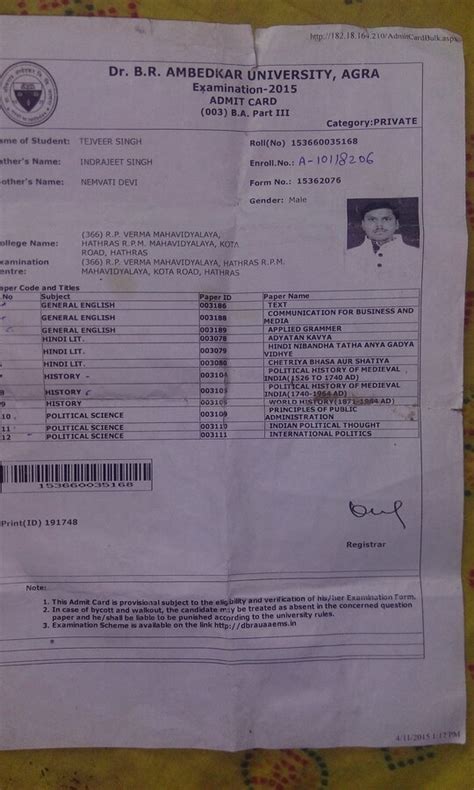 http://182.18.164.210/AdmitCardBulk.aspx
Dr. B.R. AMBEDKAR UNIVERSITY, AGRA
Examination-2015
ADMIT CARD
(003) B.A. Part III
Category:PRIVATE
ame of Student: TEJVEER SINGH
Roll(No) 153660035168
ather's Name: INDRAJEET SINGH
Enroll.No.: A-10118206
other's Name: NEMVATI DEVI
Form No.: 15362076
Gender: Male
(366) R.P. VERMA MAHAVIDYALAYA,
ollege Name: HATHRAS R.P.M. MAHAVIDYALAYA, KOTA
ROAD, HATHRAS
xamination (366) R.P. VERMA MAHAVIDYALAYA, HATHRAS R.P.M.
entre: MAHAVIDYALAYA, KOTA ROAD, HATHRAS
aper Code and Titles
.No Subject Paper ID Paper Name
GENERAL ENGLISH 003186 TEXT
GENERAL ENGLISH 003188 COMMUNICATION FOR BUSINESS AND
MEDIA
GENERAL ENGLISH 003189 APPLIED GRAMMER
HINDI LIT. 003078 ADYATAN KAVYA
HINDI LIT. 003079 HINDI NIBANDHA TATHA ANYA GADYA
VIDHYE
HINDI LIT. 003080 CHETRIYA BHASA AUR SHATIYA
HISTORY 003104 POLITICAL HISTORY OF MEDIEVAL
INDIA(1526 TO 1740 AD)
8 HISTORY POLITICAL HISTORY OF MEDIEVAL
INDIA(1740- AD)
9 HISTORY WORLD HISTORY
10 POLITICAL SCIENCE 003109 PRINCIPLES OF PUBLIC
ADMINISTRATION
11 POLITICAL SCIENCE 003110 INDIAN POLITICAL THOUGHT
12 POLITICAL SCIENCE 003111 INTERNATIONAL POLITICS
153660035168
Print(ID) 191748
Registrar
Note:
1. This Admit Card is provisional subject to the eligibility and verification of his/her Examination Form.
2. In case of bycott and walkout, the candidate may be treated as absent in the concerned question
paper and he/shall be liable to be punished according to the university rules.
3. Examination Scheme is available on the link http://dbrauaaems.in
4/11/2015 1:17 PM